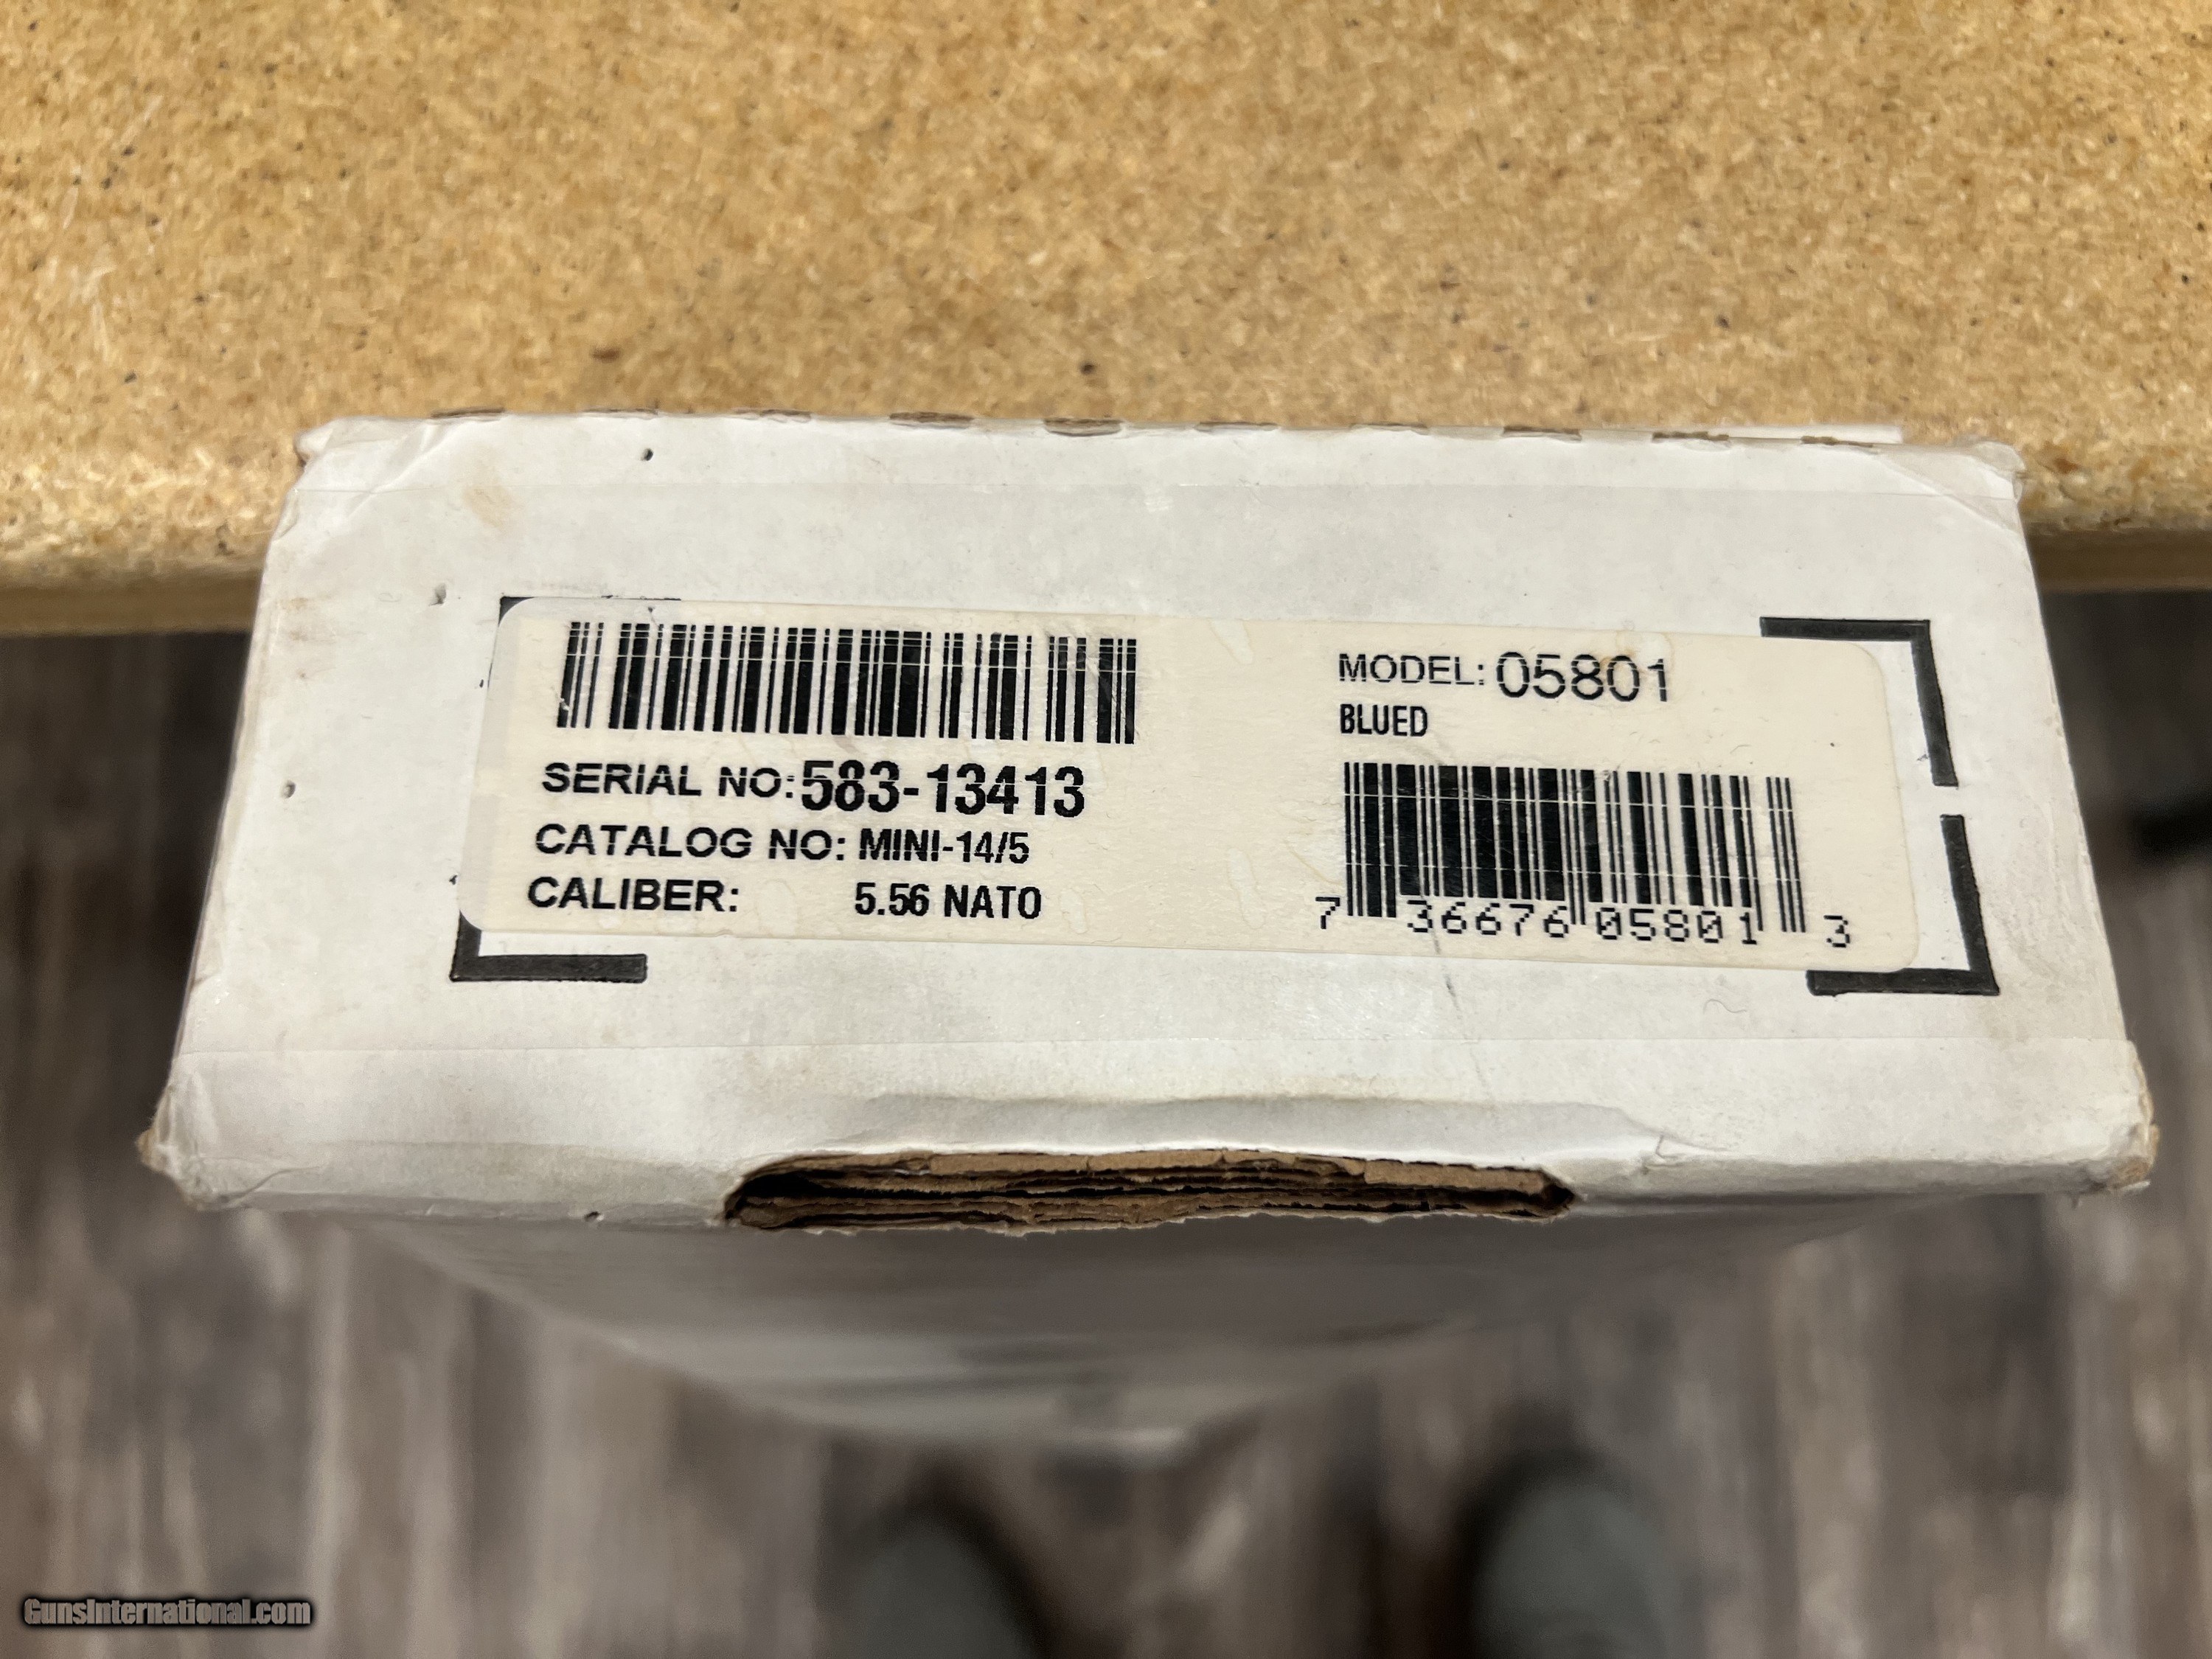 SERIAL NO: 583-13413
CATALOG NO: MINI-14/5
CALIBER: 5.56 NATO
MODEL: 05801
BLUED
7 36676 05801 3
GunsInternational.com